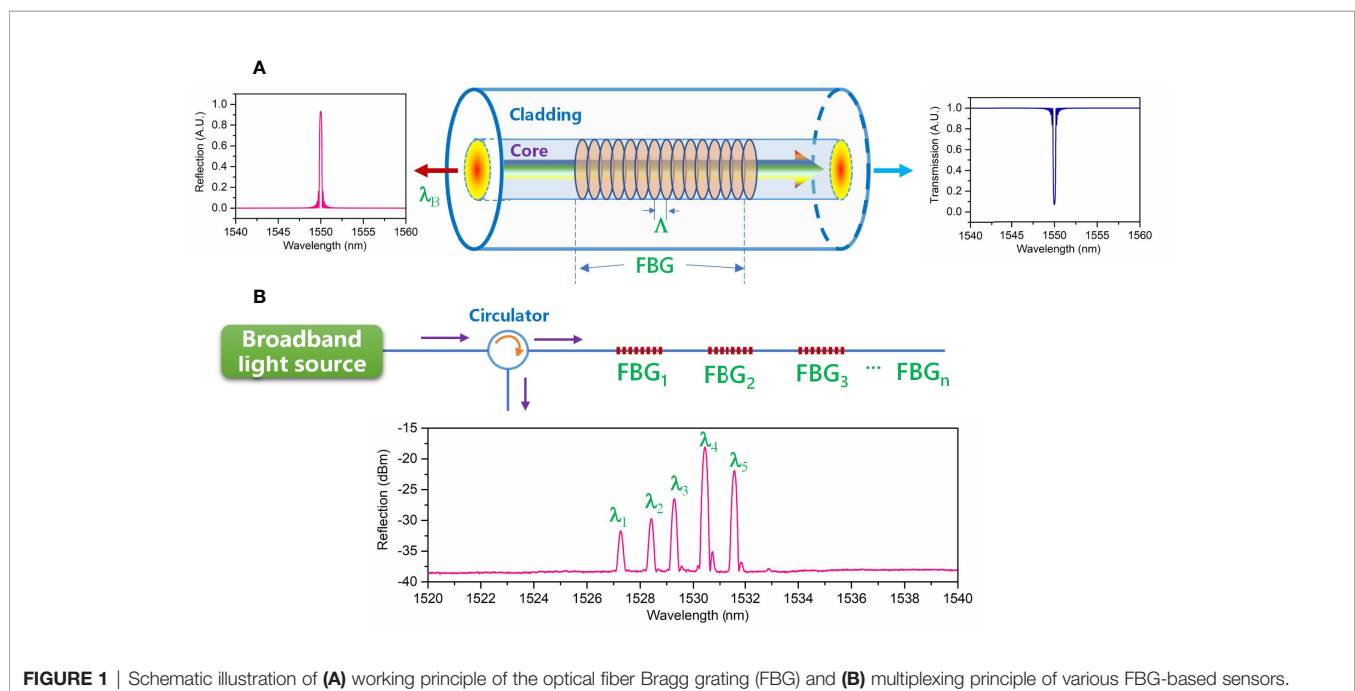 A
Reflection (A.U.)
1.0
0.8
0.6
0.4
0.2
0.0
1540 1545 1550 1555 1560
Wavelength (nm)
λB
Cladding
Core
Λ
FBG
Transmission (A.U.)
1.0
0.8
0.6
0.4
0.2
0.0
1540 1545 1550 1555 1560
Wavelength (nm)
B
Broadband
light source
Circulator
FBG1 FBG2 FBG3 ... FBGn
Reflection (dBm)
-15
-20
-25
-30
-35
-40
λ1 λ2 λ3 λ4 λ5
1520 1522 1524 1526 1528 1530 1532 1534 1536 1538 1540
Wavelength (nm)
FIGURE 1 | Schematic illustration of (A) working principle of the optical fiber Bragg grating (FBG) and (B) multiplexing principle of various FBG-based sensors.